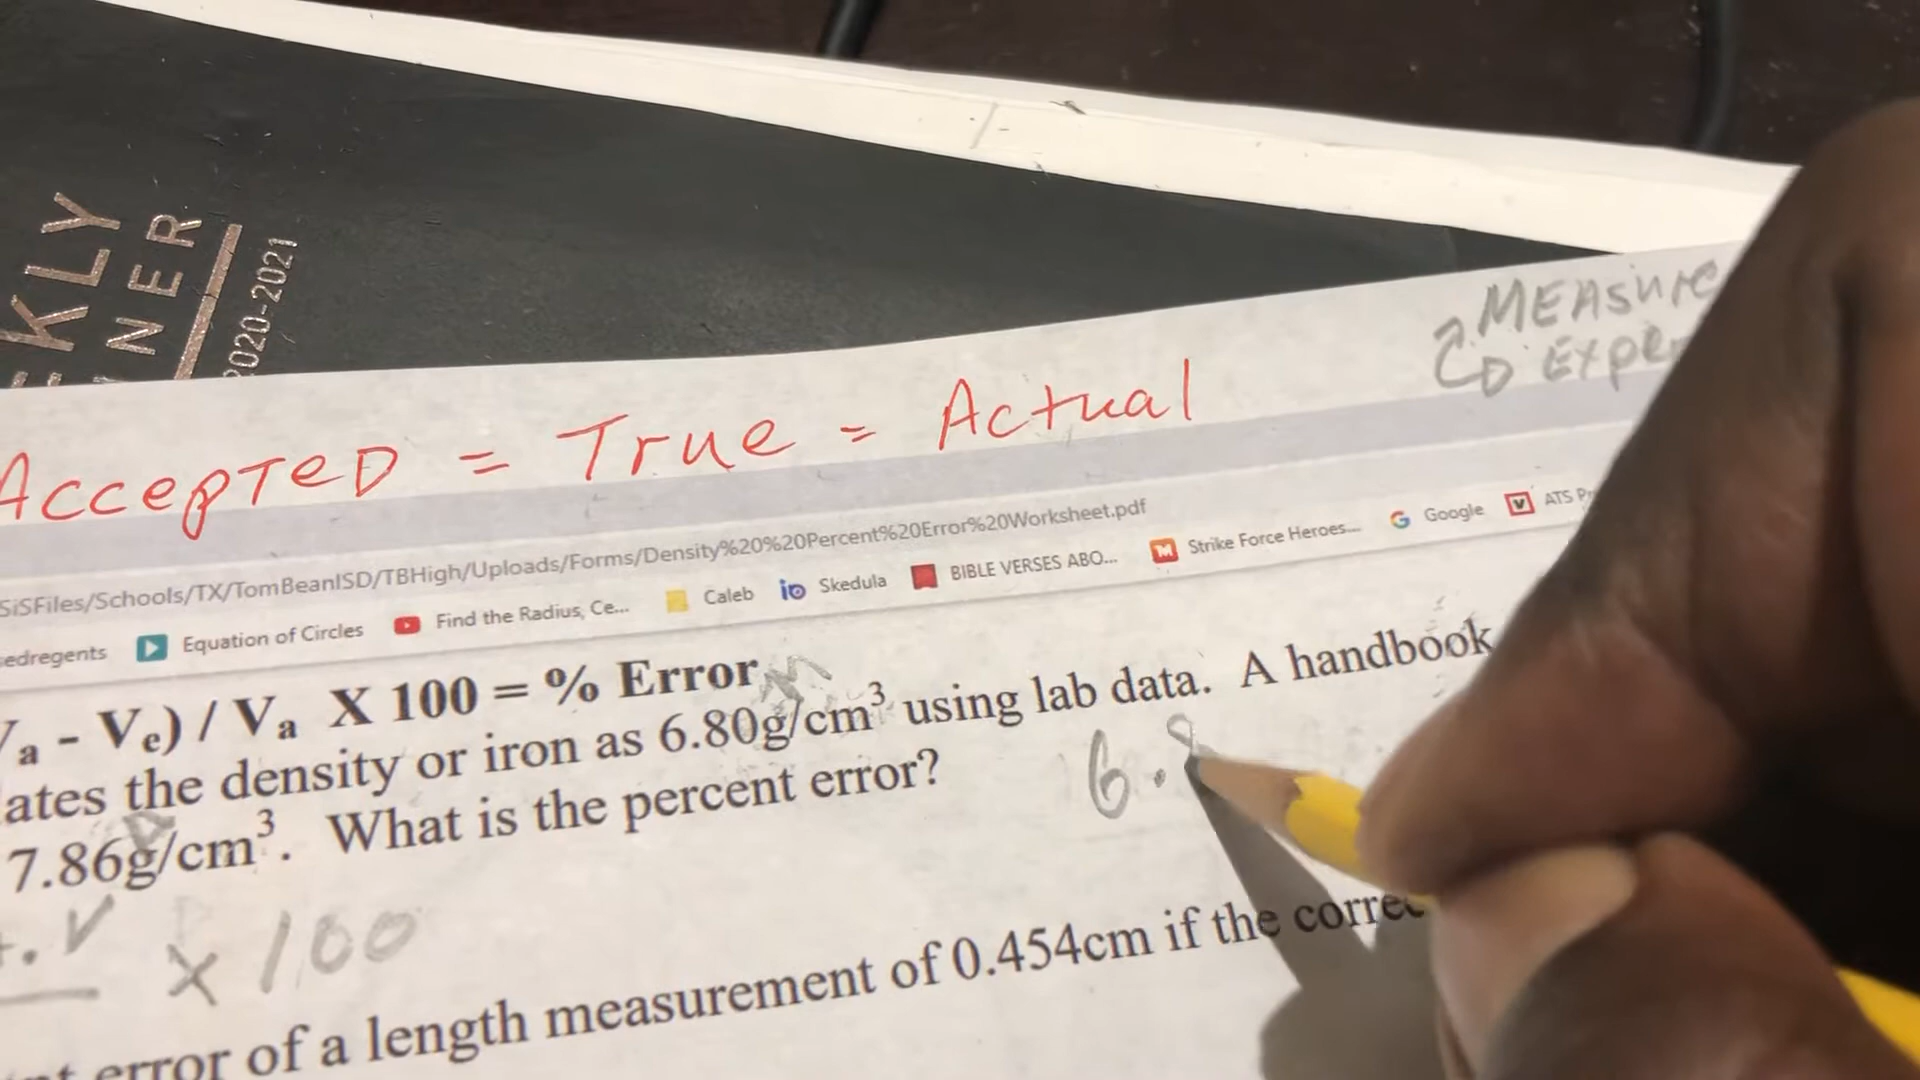 KLY
NER
2020-2021
MEASURE
EXPER
AccepTeD = True = Actual
SiSFiles/Schools/TX/TomBeanISD/TBHigh/Uploads/Forms/Density%20%20Percent%20Error%20Worksheet.pdf
edregents Equation of Circles Find the Radius, Ce... Caleb Skedula BIBLE VERSES ABO... Strike Force Heroes.... Google ATS
a - Ve) / Va X 100 = % Error
ates the density or iron as 6.80g/cm³ using lab data. A handbook
7.86g/cm³. What is the percent error?
6.8
.V x 100
error of a length measurement of 0.454cm if the correc